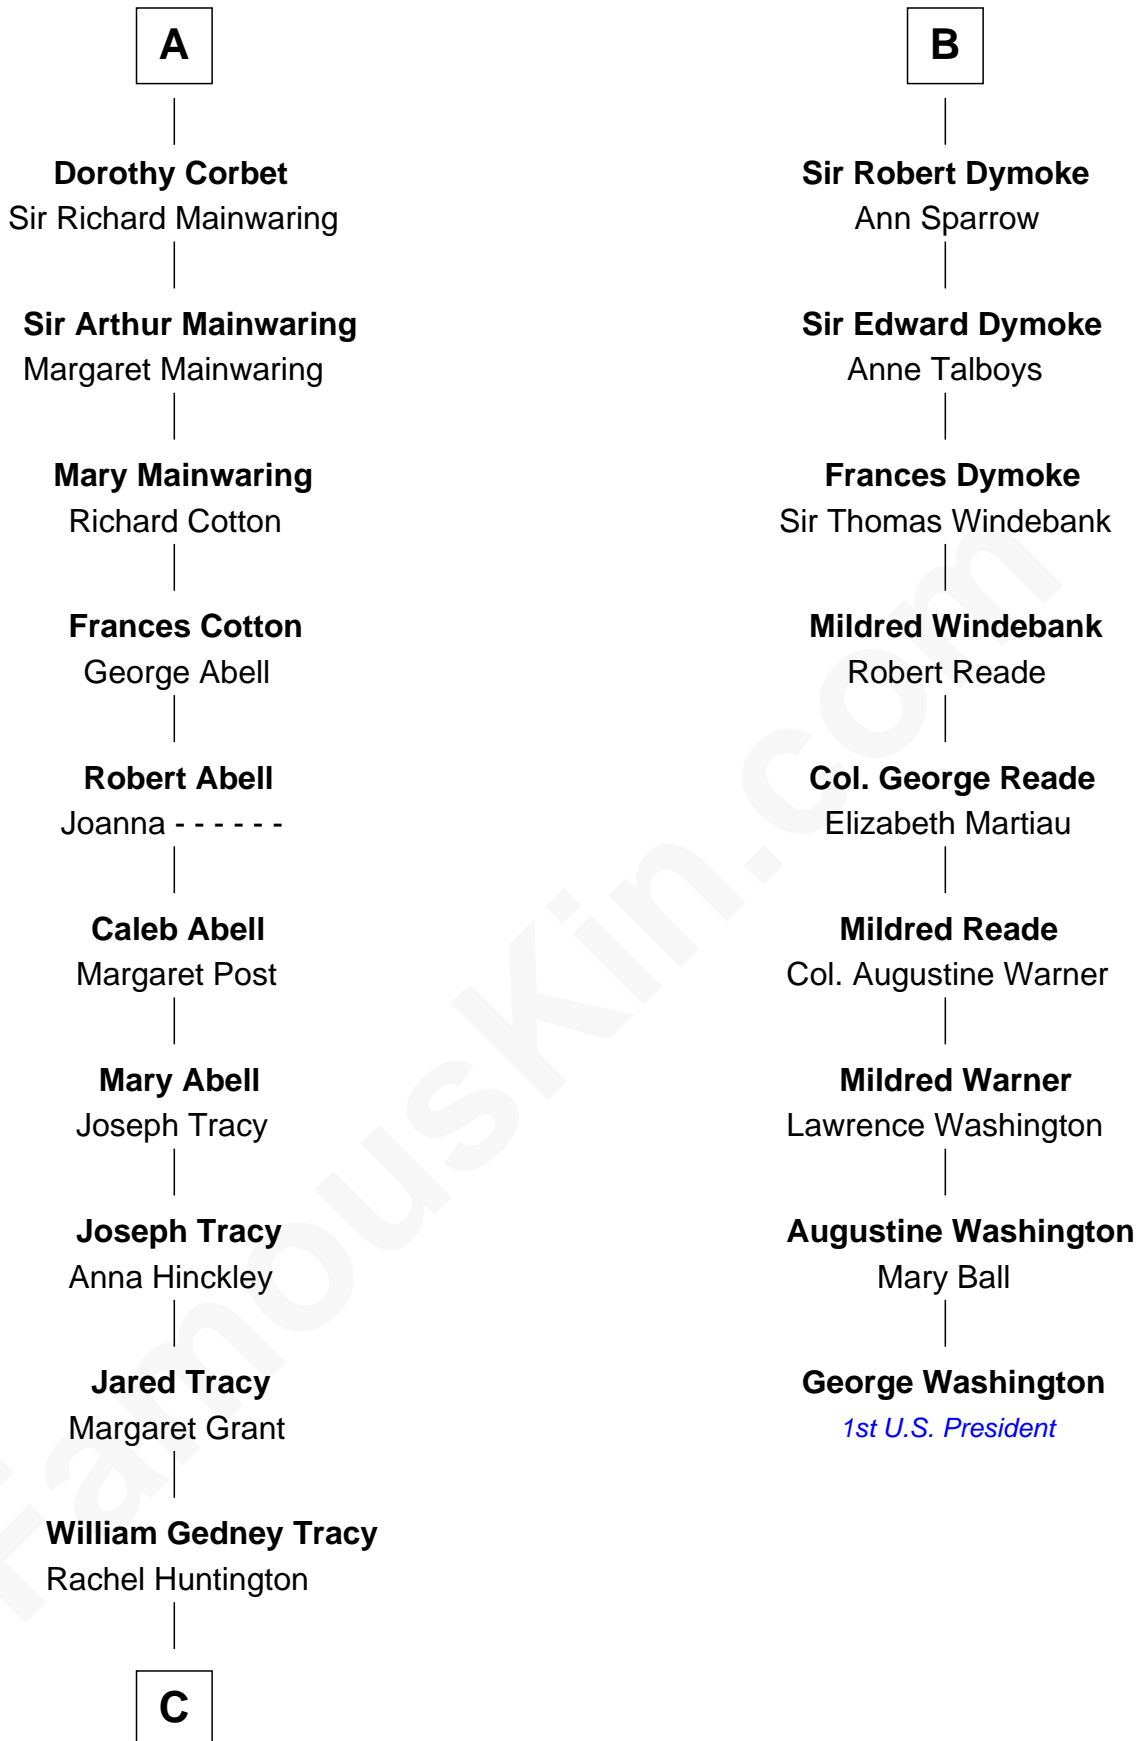 A
Dorothy Corbet
Sir Richard Mainwaring
Sir Arthur Mainwaring
Margaret Mainwaring
Mary Mainwaring
Richard Cotton
Frances Cotton
George Abell
Robert Abell
Joanna - - - - - -
Caleb Abell
Margaret Post
Mary Abell
Joseph Tracy
Joseph Tracy
Anna Hinckley
Jared Tracy
Margaret Grant
William Gedney Tracy
Rachel Huntington
C
B
Sir Robert Dymoke
Ann Sparrow
Sir Edward Dymoke
Anne Talboys
Frances Dymoke
Sir Thomas Windebank
Mildred Windebank
Robert Reade
Col. George Reade
Elizabeth Martiau
Mildred Reade
Col. Augustine Warner
Mildred Warner
Lawrence Washington
Augustine Washington
Mary Ball
George Washington
1st U.S. President
FamousKin.com